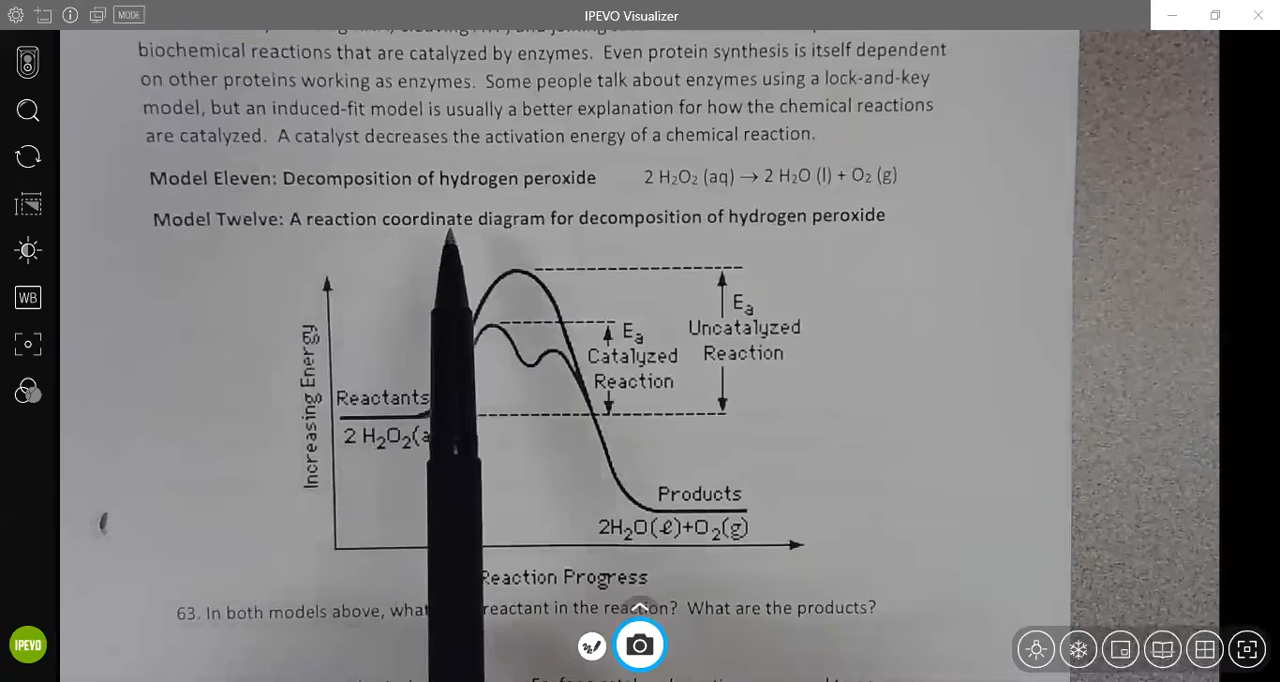 MODE
IPEVO Visualizer
biochemical reactions that are catalyzed by enzymes. Even protein synthesis is itself dependent
on other proteins working as enzymes. Some people talk about enzymes using a lock-and-key
model, but an induced-fit model is usually a better explanation for how the chemical reactions
are catalyzed. A catalyst decreases the activation energy of a chemical reaction.
Model Eleven: Decomposition of hydrogen peroxide 2 H₂O₂ (aq) → 2 H₂O (l) + O₂ (g)
Model Twelve: A reaction coordinate diagram for decomposition of hydrogen peroxide
Increasing Energy
Reactants
2 H₂O₂(a
Eₐ
Catalyzed
Reaction
Eₐ
Uncatalyzed
Reaction
Products
2H₂O(ℓ)+O₂(g)
Reaction Progress
63. In both models above, what reactant in the reaction? What are the products?
WB
IPEVO